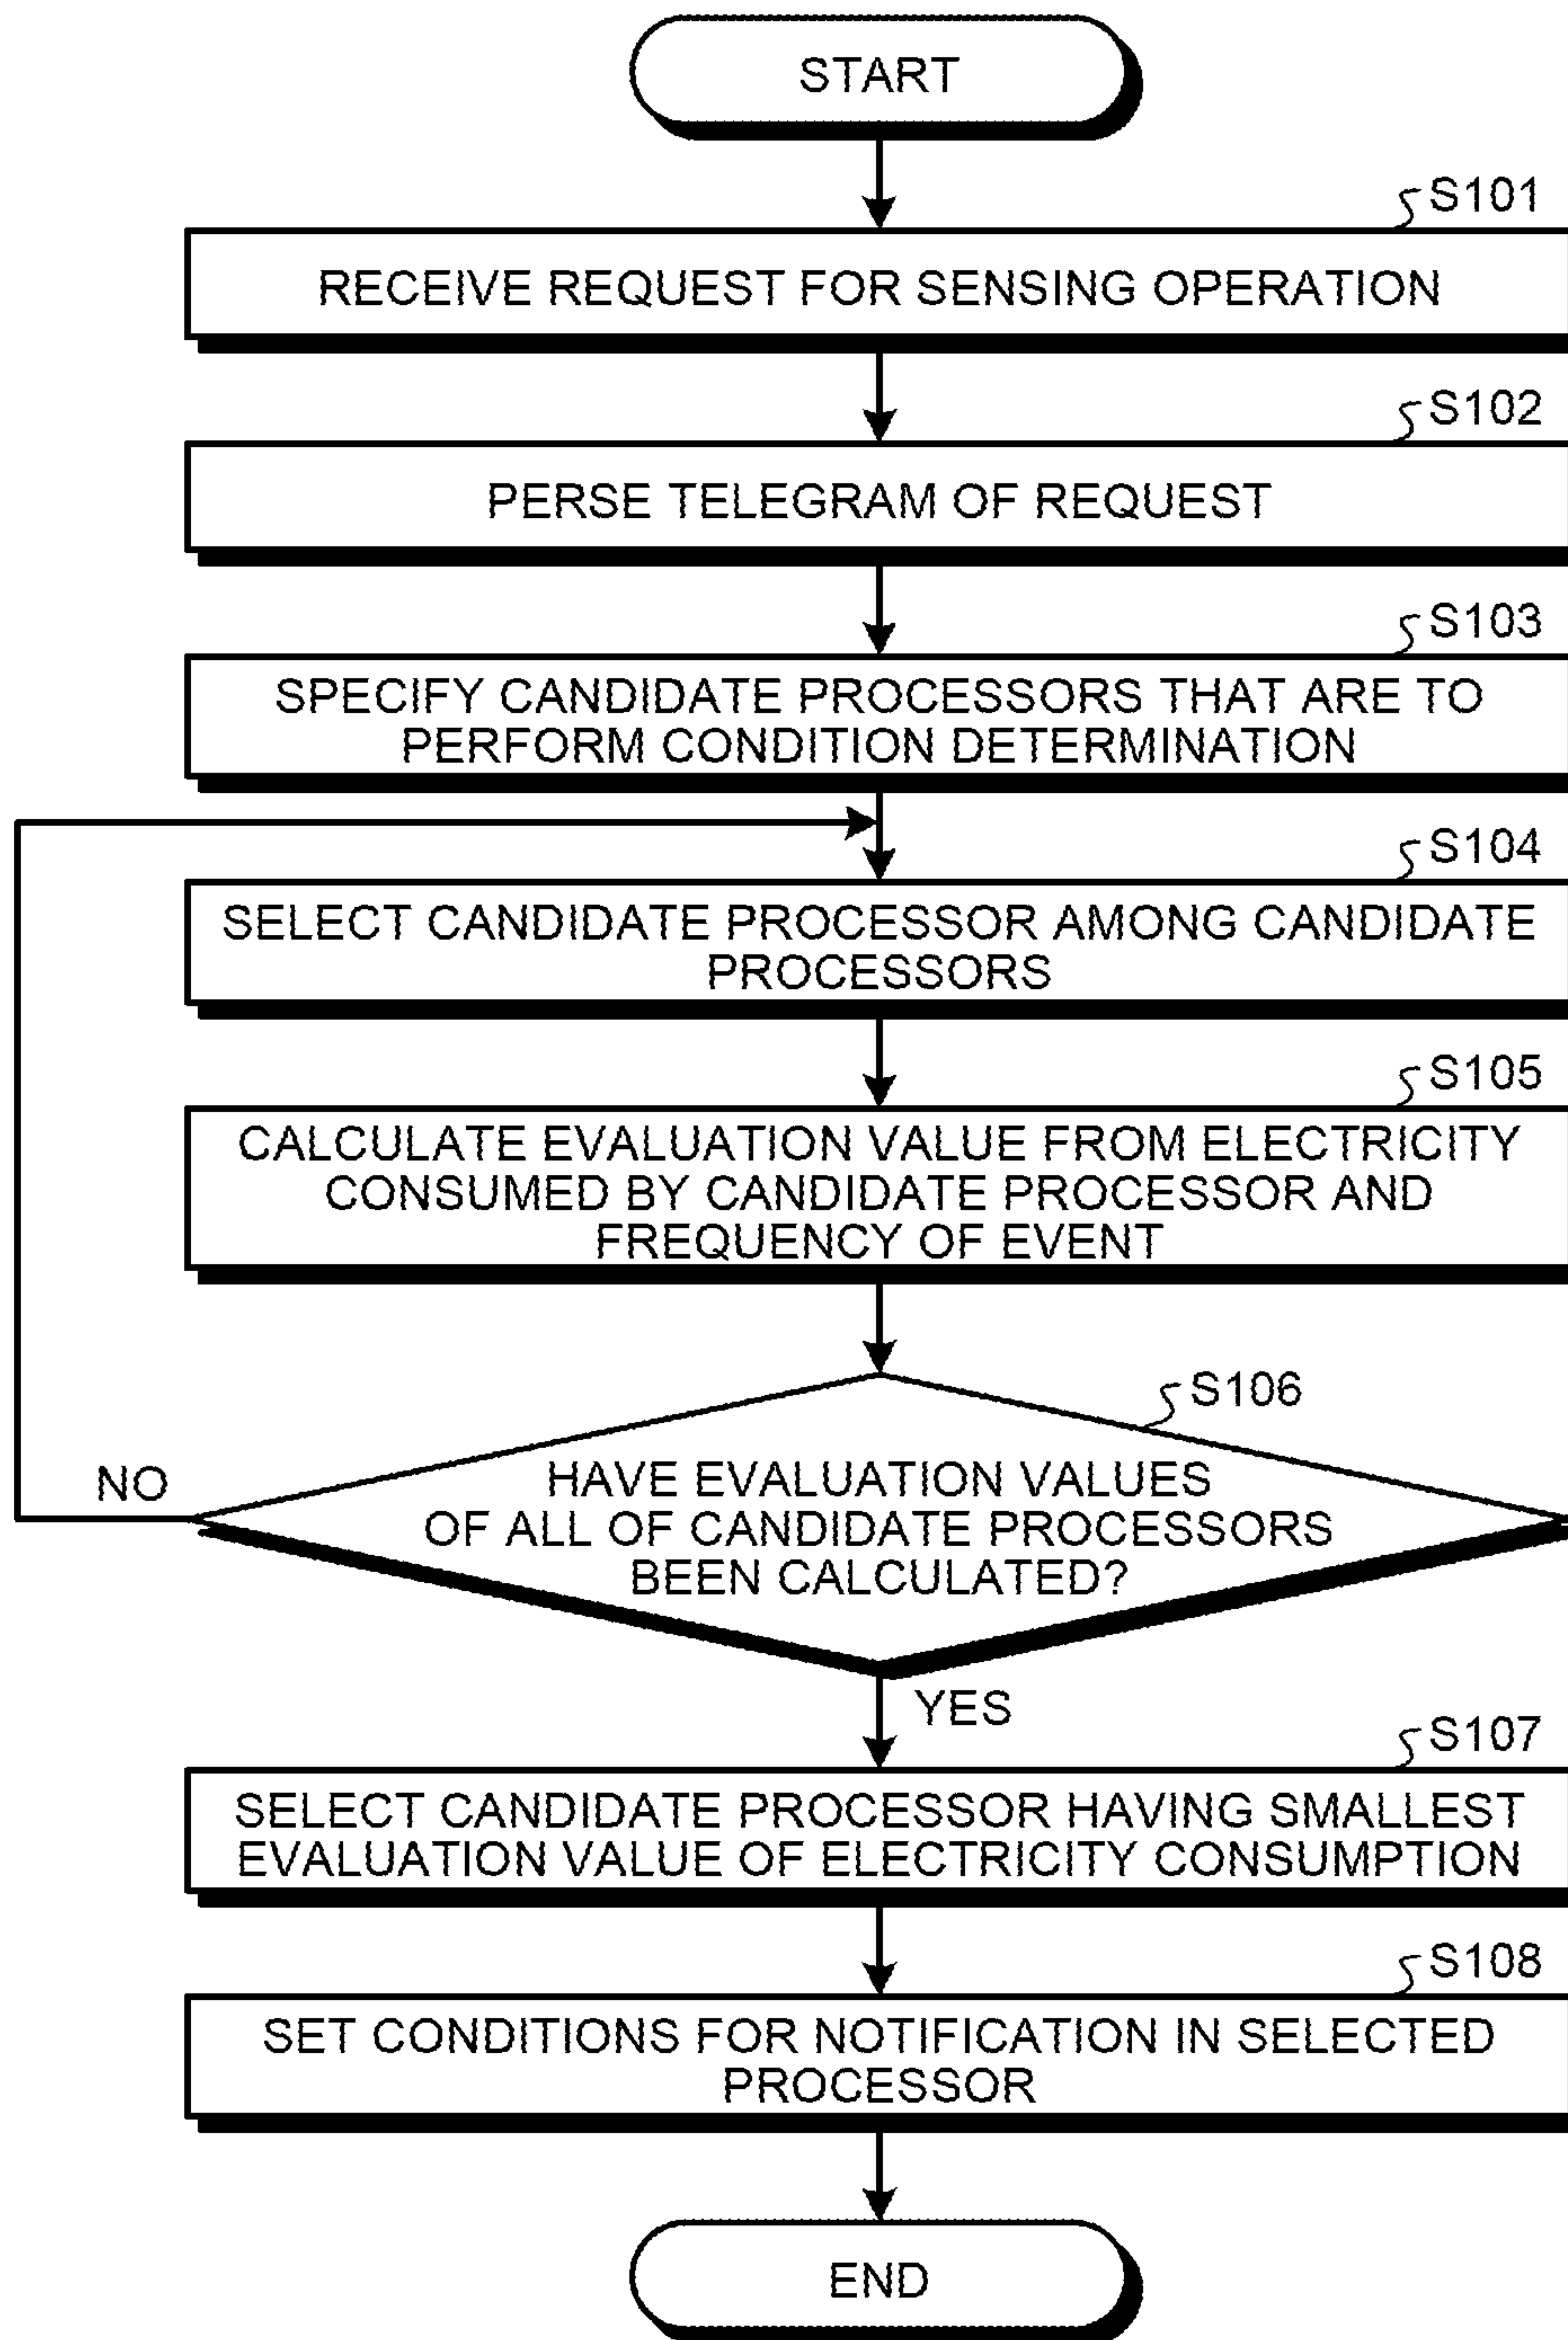 START
S101
RECEIVE REQUEST FOR SENSING OPERATION
S102
PERSE TELEGRAM OF REQUEST
S103
SPECIFY CANDIDATE PROCESSORS THAT ARE TO
PERFORM CONDITION DETERMINATION
S104
SELECT CANDIDATE PROCESSOR AMONG CANDIDATE
PROCESSORS
S105
CALCULATE EVALUATION VALUE FROM ELECTRICITY
CONSUMED BY CANDIDATE PROCESSOR AND
FREQUENCY OF EVENT
S106
NO
HAVE EVALUATION VALUES
OF ALL OF CANDIDATE PROCESSORS
BEEN CALCULATED?
YES
S107
SELECT CANDIDATE PROCESSOR HAVING SMALLEST
EVALUATION VALUE OF ELECTRICITY CONSUMPTION
S108
SET CONDITIONS FOR NOTIFICATION IN SELECTED
PROCESSOR
END